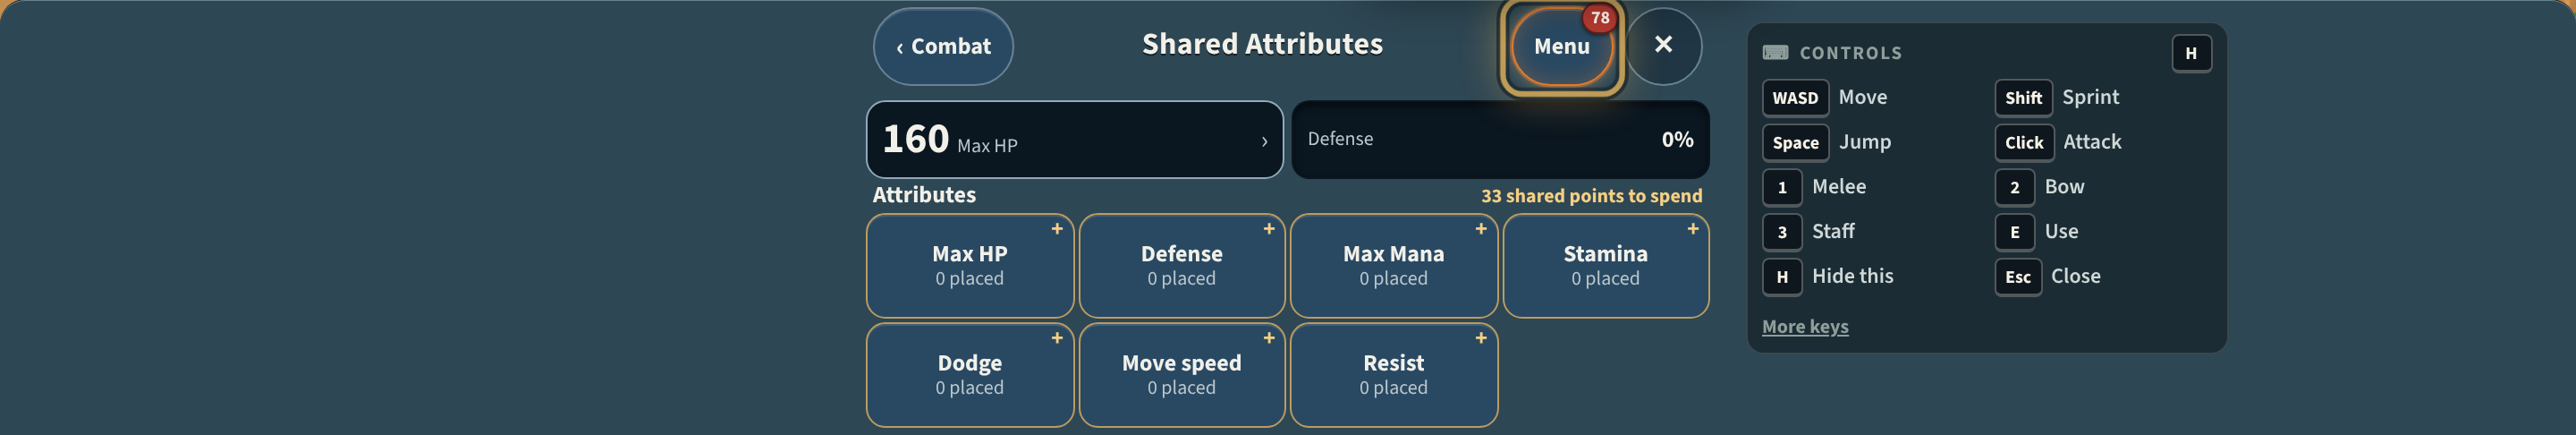 ‹ Combat
Shared Attributes
Menu
78
✕
160 Max HP ›
Defense 0%
Attributes
33 shared points to spend
Max HP +
0 placed
Defense +
0 placed
Max Mana +
0 placed
Stamina +
0 placed
Dodge +
0 placed
Move speed +
0 placed
Resist +
0 placed
CONTROLS H
WASD Move
Shift Sprint
Space Jump
Click Attack
1 Melee
2 Bow
3 Staff
E Use
H Hide this
Esc Close
More keys